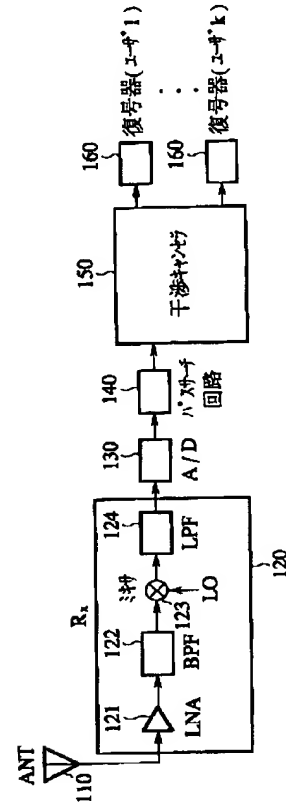 ANT
110
Rx
121
LNA
122
BPF
ミキサ
123
LO
124
LPF
120
130
A/D
140
パスサーチ
回路
150
干渉キャンセラ
160
復号器(ユーザ1)
160
復号器(ユーザk)